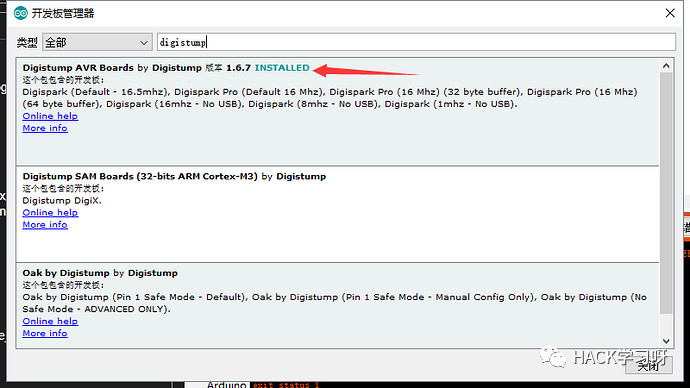 开发板管理器
类型 全部 digistump
Digistump AVR Boards by Digistump 版本 1.6.7 INSTALLED
这个包包含的开发板:
Digispark (Default - 16.5mhz), Digispark Pro (Default 16 Mhz), Digispark Pro (16 Mhz) (32 byte buffer), Digispark Pro (16 Mhz)
(64 byte buffer), Digispark (16mhz - No USB), Digispark (8mhz - No USB), Digispark (1mhz - No USB).
Online help
More info
Digistump SAM Boards (32-bits ARM Cortex-M3) by Digistump
这个包包含的开发板:
Digistump DigiX.
Online help
More info
Oak by Digistump by Digistump
这个包包含的开发板:
Oak by Digistump (Pin 1 Safe Mode - Default), Oak by Digistump (Pin 1 Safe Mode - Manual Config Only), Oak by Digistump (No
Safe Mode - ADVANCED ONLY).
Online help
More info
HACK学习呀
关闭
Arduino exit status 1